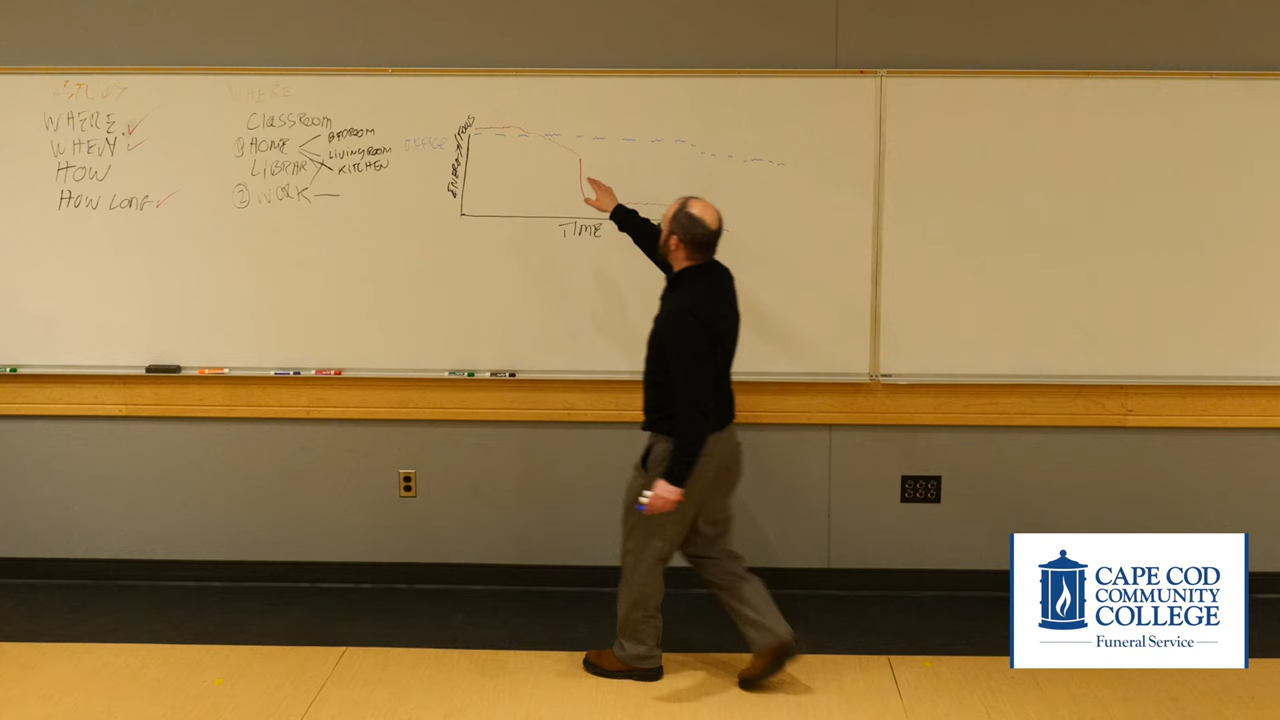 STUDY
WHERE
WHEN
HOW
HOW LONG
WHERE
Classroom
① HOME
LIBRARY
② WORK
BEDROOM
LIVINGROOM
KITCHEN
OFFICE
ENERGY/FOCUS
TIME
CAPE COD
COMMUNITY
COLLEGE
Funeral Service